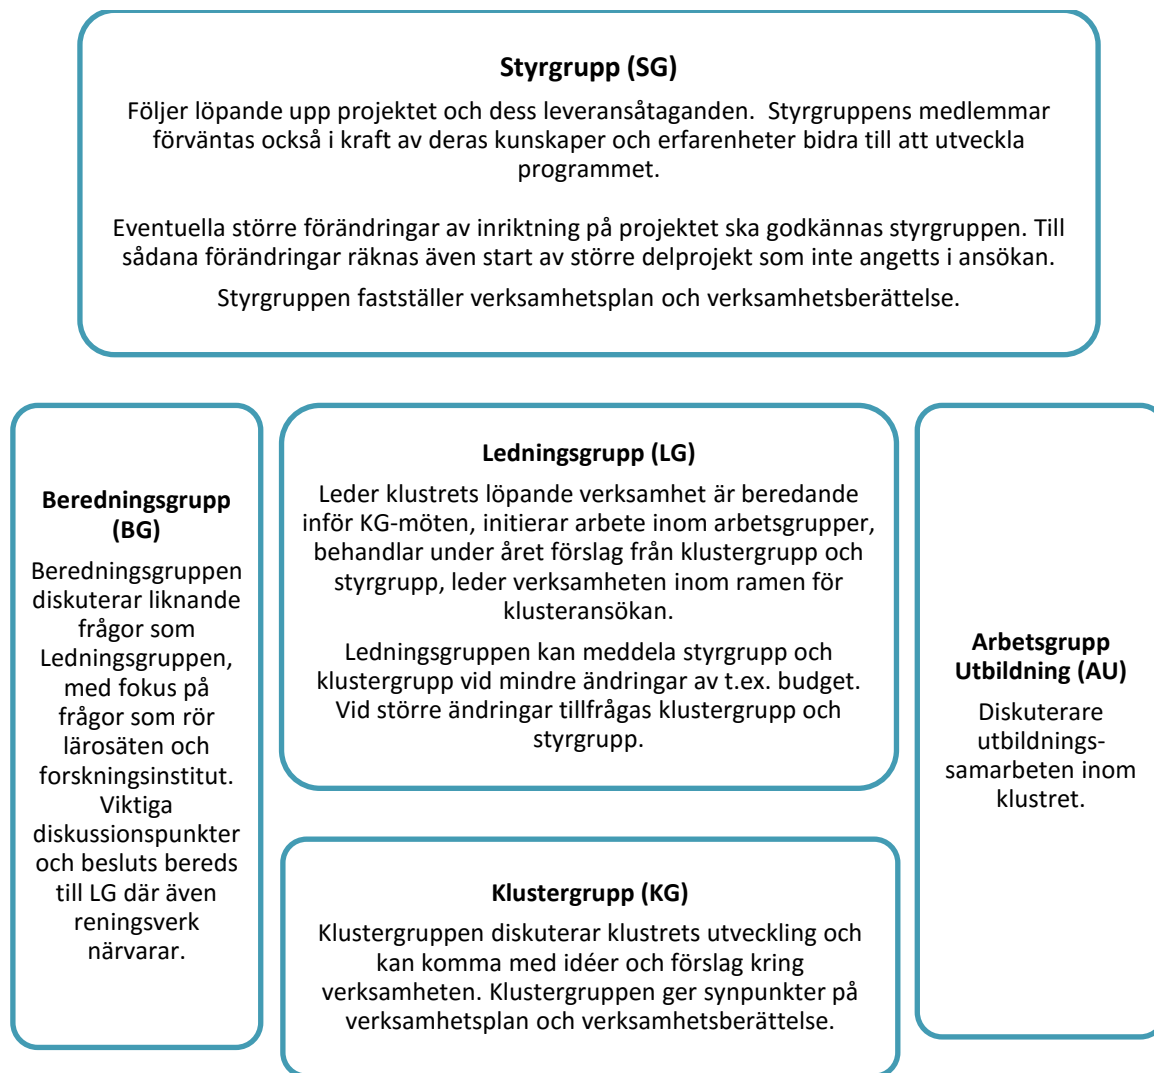 Styrgrupp (SG)
Följer löpande upp projektet och dess leveransåtaganden.  Styrgruppens medlemmar
förväntas också i kraft av deras kunskaper och erfarenheter bidra till att utveckla
programmet.
Eventuella större förändringar av inriktning på projektet ska godkännas styrgruppen. Till
sådana förändringar räknas även start av större delprojekt som inte angetts i ansökan.
Styrgruppen fastställer verksamhetsplan och verksamhetsberättelse.
Beredningsgrupp
(BG)
Beredningsgruppen
diskuterar liknande
frågor som
Ledningsgruppen,
med fokus på
frågor som rör
lärosäten och
forskningsinstitut.
Viktiga
diskussionspunkter
och besluts bereds
till LG där även
reningsverk
närvarar.
Ledningsgrupp (LG)
Leder klustrets löpande verksamhet är beredande
inför KG-möten, initierar arbete inom arbetsgrupper,
behandlar under året förslag från klustergrupp och
styrgrupp, leder verksamheten inom ramen för
klusteransökan.
Ledningsgruppen kan meddela styrgrupp och
klustergrupp vid mindre ändringar av t.ex. budget.
Vid större ändringar tillfrågas klustergrupp och
styrgrupp.
Klustergrupp (KG)
Klustergruppen diskuterar klustrets utveckling och
kan komma med idéer och förslag kring
verksamheten. Klustergruppen ger synpunkter på
verksamhetsplan och verksamhetsberättelse.
Arbetsgrupp
Utbildning (AU)
Diskuterare
utbildnings-
samarbeten inom
klustret.